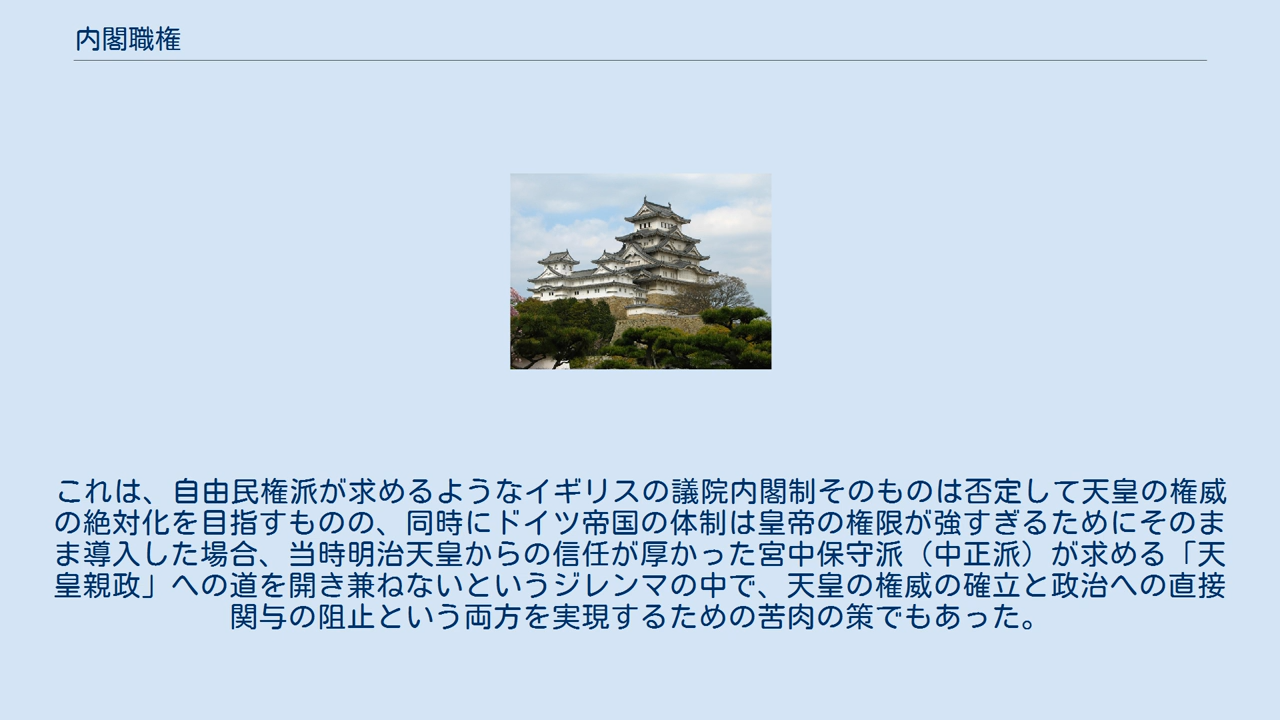 内閣職権
これは、自由民権派が求めるようなイギリスの議院内閣制そのものは否定して天皇の権威
の絶対化を目指すものの、同時にドイツ帝国の体制は皇帝の権限が強すぎるためにそのま
ま導入した場合、当時明治天皇からの信任が厚かった宮中保守派（中正派）が求める「天
皇親政」への道を開き兼ねないというジレンマの中で、天皇の権威の確立と政治への直接
関与の阻止という両方を実現するための苦肉の策でもあった。